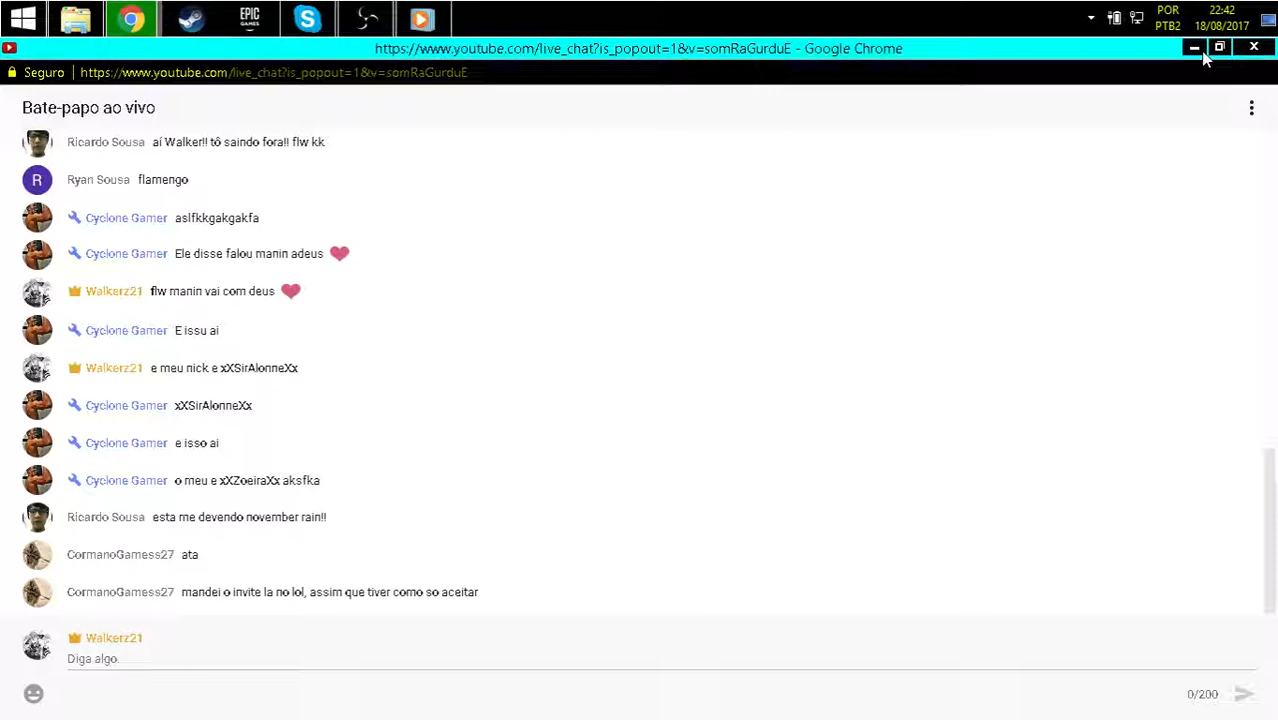 EPIC GAMES
POR
PTB2
22:42
18/08/2017
https://www.youtube.com/live_chat?is_popout=1&v=somRaGurduE - Google Chrome
Seguro https://www.youtube.com/live_chat?is_popout=1&v=somRaGurduE
Bate-papo ao vivo
Ricardo Sousa aí Walker!! tô saindo fora!! flw kk
R Ryan Sousa flamengo
Cyclone Gamer aslfkkgakgakfa
Cyclone Gamer Ele disse falou manin adeus
Walkerz21 flw manin vai com deus
Cyclone Gamer E issu ai
Walkerz21 e meu nick e xXSirAlonneXx
Cyclone Gamer xXSirAlonneXx
Cyclone Gamer e isso ai
Cyclone Gamer o meu e xXZoeiraXx aksfka
Ricardo Sousa esta me devendo november rain!!
CormanoGamess27 ata
CormanoGamess27 mandei o invite la no lol, assim que tiver como so aceitar
Walkerz21
Diga algo...
0/200